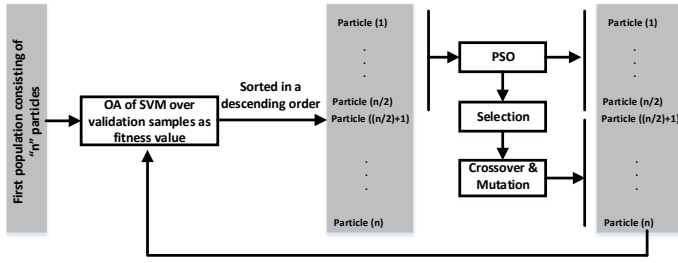 First population consisting of
"n" particles
OA of SVM over
validation samples as
fitness value
Sorted in a
descending order
Particle (1)
.
.
.
Particle (n/2)
Particle ((n/2)+1)
.
.
.
Particle (n)
PSO
Selection
Crossover &
Mutation
Particle (1)
.
.
.
Particle (n/2)
Particle ((n/2)+1)
.
.
.
Particle (n)